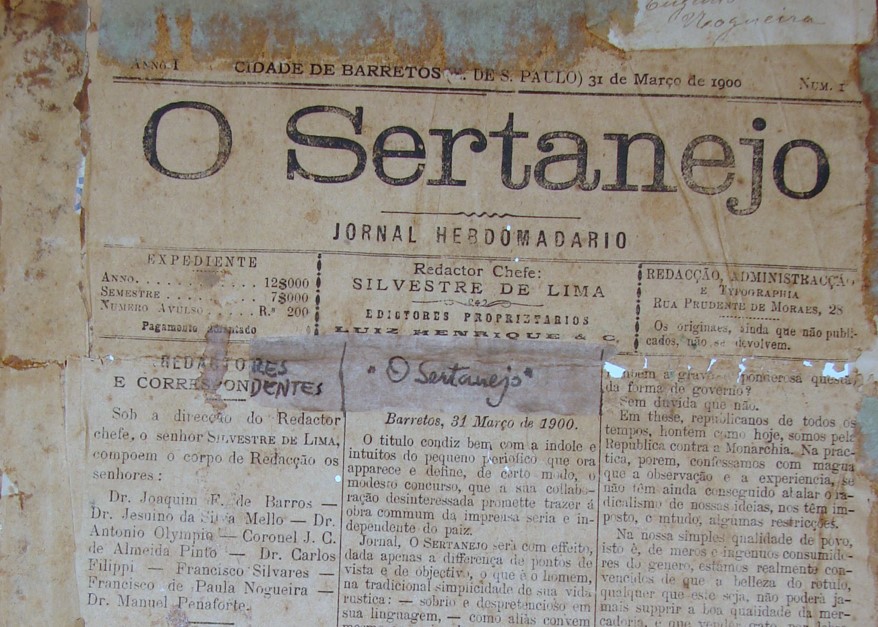 Nogueira
ANNO. I CIDADE DE BARRETOS DE S. PAULO) 31 de Março de 1900 NUM. 1
O Sertanejo
JORNAL HEBDOMADARIO
EXPEDIENTE
ANNO. . . . . . . . . . . . 12$000
SEMESTRE . . . . . . . . . 7$000
NUMERO AVULSO . . . . R.s 200
Pagamento adiantado
Redactor Chefe:
SILVESTRE DE LIMA
EDICTORES PROPRIETARIOS
LUIZ HENRIQUE & C.
REDACÇÃO, ADMINISTRACÇÃO
E TYPOGRAPHIA
RUA PRUDENTE DE MORAES, 28
Os originaes, ainda que não publi-
cados, não se devolvem.
REDACTORES
E CORRESPONDENTES
Sob a direcção do Redactor
chefe, o senhor SILVESTRE DE LIMA,
compoem o corpo de Redacção os
senhores :
Dr. Joaquim F. de Barros —
Dr. Jesuino da Silva Mello — Dr.
Antonio Olympio — Coronel J. C.
de Almeida Pinto — Dr. Carlos
Filippi — Francisco Silvares —
Francisco de Paula Nogueira —
Dr. Manuel Penaforte.
"O Sertanejo"
Barretos, 31 Março de 1900.
O titulo condiz bem com a indole e
intuitos do pequeno periodico que ora
apparece e define, de certo modo, o
modesto concurso, que a sua collabo-
ração desinteressada promette trazer á
obra commum da imprensa seria e in-
dependente do paiz.
Jornal, O SERTANEJO será com effeito,
dada apenas a differença de pontos de
vista e de objectivo, o que é o homem,
na tradicional simplicidade de sua vida
rustica: — sobrio e despretencioso em
sua linguagem, — como aliás convem
da forma de governo?
Sem duvida que não.
Em these, republicanos de todos os
tempos, hontem como hoje, somos pela
Republica contra a Monarchia. Na prac-
tica, porem, confessamos com magua
que a observação e a experiencia, se
não têm ainda conseguido abalar o ra-
dicalismo de nossas ideias, nos têm im-
posto, comtudo, algumas restricções.
Na nossa simples qualidade de povo,
isto é, de meros e ingenuos consumido-
res do genero, estamos realmente con-
vencidos de que a belleza do rotulo,
qualquer que este seja, não poderá ja-
mais supprir a boa qualidade da mer-